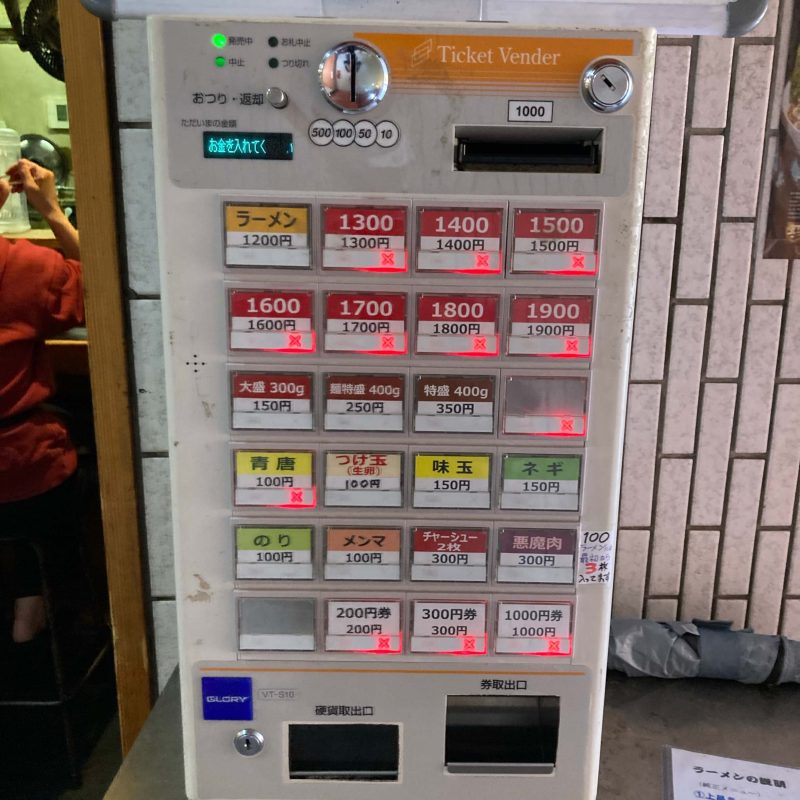 発売中 お札中止
中止 つり切れ
おつり・返却
ただいまの金額
お金を入れてく
500 100 50 10
Ticket Vender
1000
ラーメン 1300 1400 1500
1200円 1300円 1400円 1500円
1600 1700 1800 1900
1600円 1700円 1800円 1900円
大盛 300g 麺特盛 400g 特盛 400g
150円 250円 350円
青唐 つけ玉 味玉 ネギ
(生卵)
100円 100円 150円 150円
のり メンマ チャーシュー 悪魔肉
2枚
100円 100円 300円 300円
100
3枚
200円券 300円券 1000円券
200円 300円 1000円
GLORY VT-S10
硬貨取出口
券取出口
ラーメンの説明